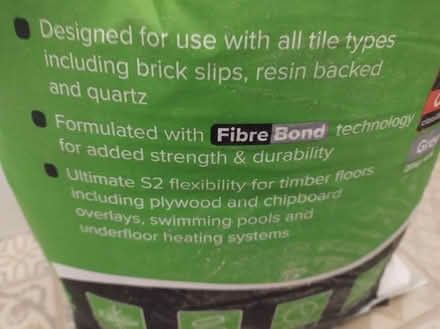 Designed for use with all tile types
including brick slips, resin backed
and quartz
Formulated with Fibre Bond technology
for added strength & durability
Ultimate S2 flexibility for timber floors
including plywood and chipboard
overlays, swimming pools and
underfloor heating systems